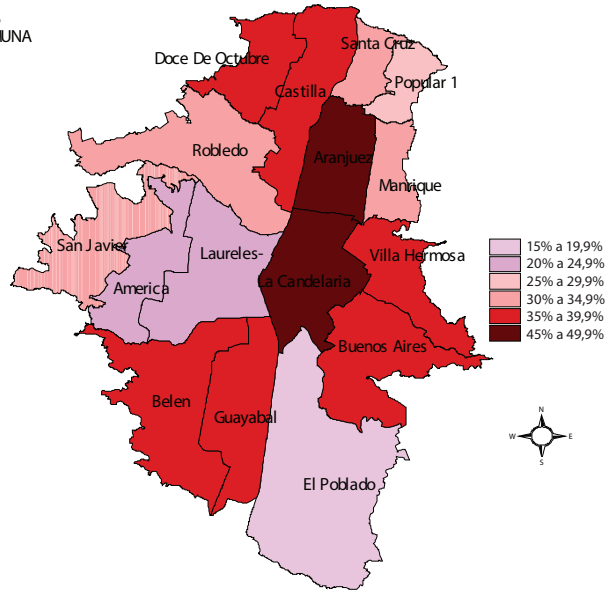 UNA
Santa Cruz
Doce De Octubre
Popular 1
Castilla
Robledo
Aranjuez
Manrique
San Javier
Laureles-
Villa Hermosa
La Candelaria
America
Buenos Aires
Belen
Guayabal
El Poblado
15% a 19,9%
20% a 24,9%
25% a 29,9%
30% a 34,9%
35% a 39,9%
45% a 49,9%
N
W E
S